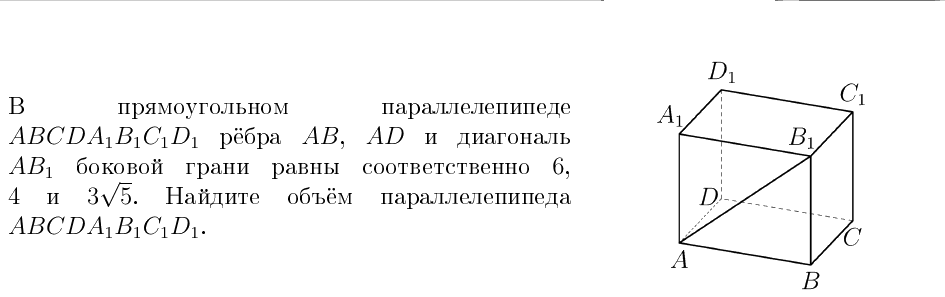 В прямоугольном параллелепипеде
ABCDA₁B₁C₁D₁ рёбра AB, AD и диагональ
AB₁ боковой грани равны соответственно 6,
4 и 3√5. Найдите объём параллелепипеда
ABCDA₁B₁C₁D₁.
D₁
C₁
A₁
B₁
D
C
A
B